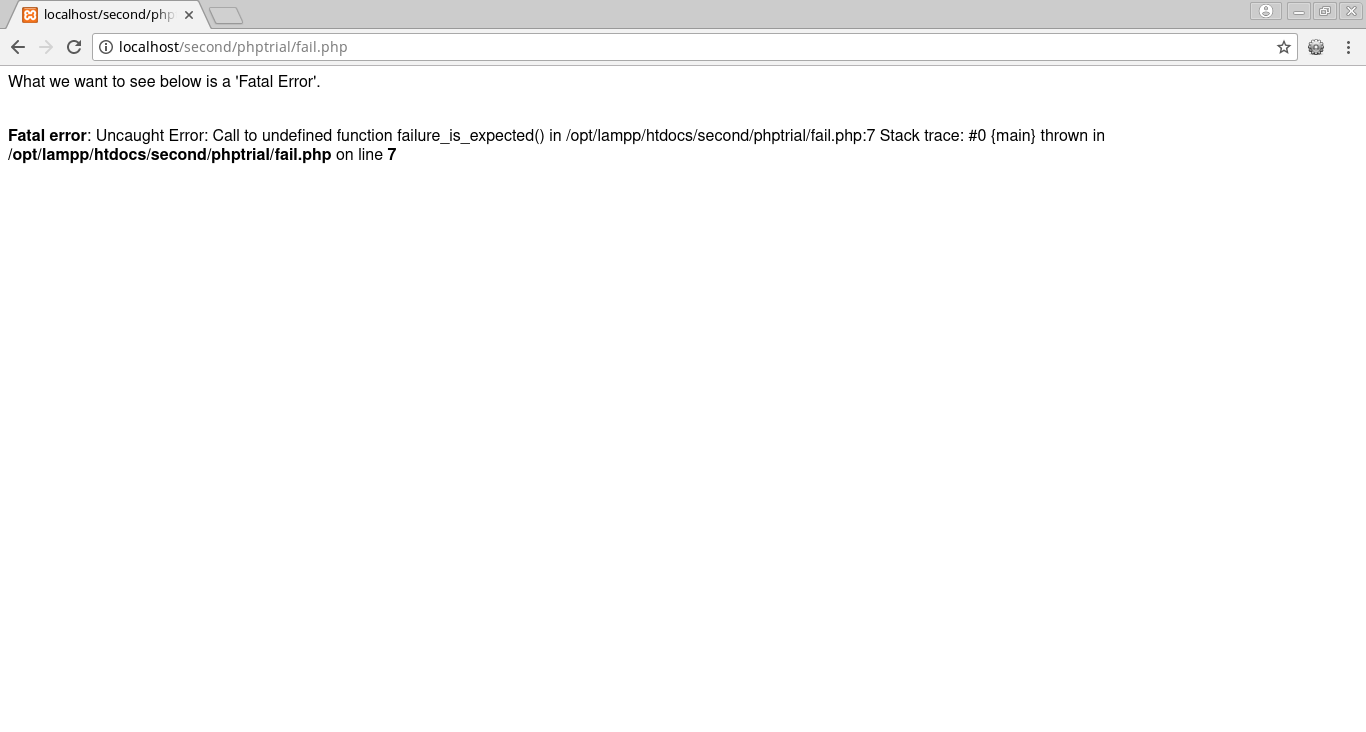 localhost/second/php
localhost/second/phptrial/fail.php
What we want to see below is a 'Fatal Error'.
Fatal error: Uncaught Error: Call to undefined function failure_is_expected() in /opt/lampp/htdocs/second/phptrial/fail.php:7 Stack trace: #0 {main} thrown in
/opt/lampp/htdocs/second/phptrial/fail.php on line 7